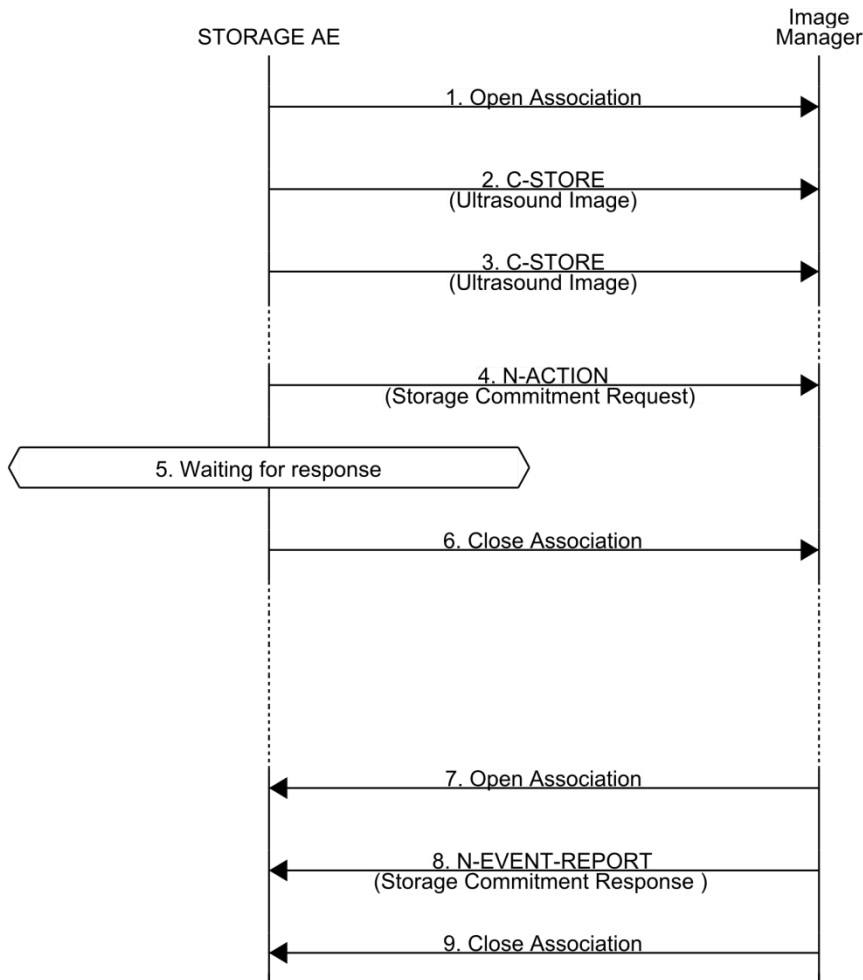 STORAGE AE
Image
Manager
1. Open Association
2. C-STORE
(Ultrasound Image)
3. C-STORE
(Ultrasound Image)
4. N-ACTION
(Storage Commitment Request)
5. Waiting for response
6. Close Association
7. Open Association
8. N-EVENT-REPORT
(Storage Commitment Response )
9. Close Association